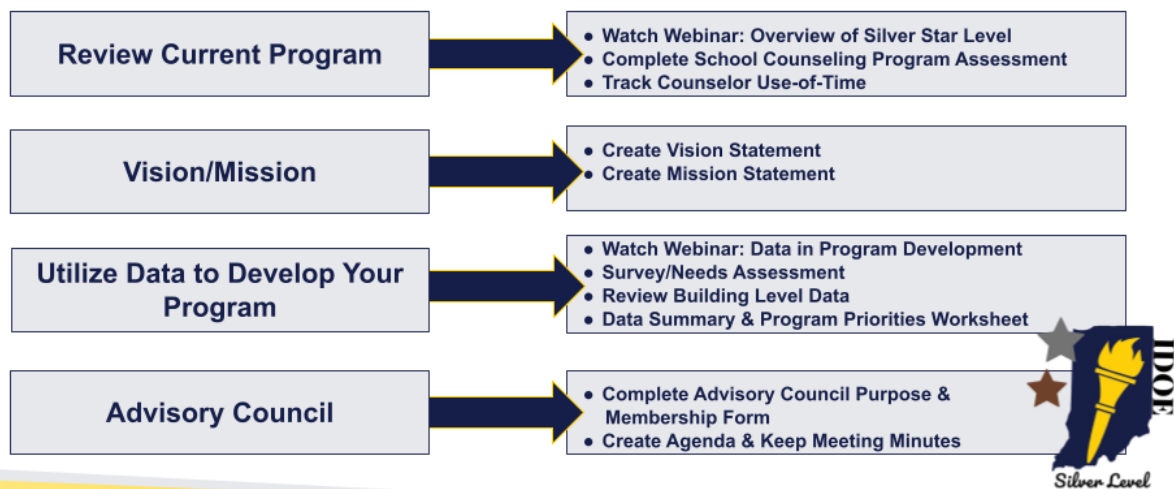 Review Current Program
● Watch Webinar: Overview of Silver Star Level
● Complete School Counseling Program Assessment
● Track Counselor Use-of-Time
Vision/Mission
● Create Vision Statement
● Create Mission Statement
Utilize Data to Develop Your
Program
● Watch Webinar: Data in Program Development
● Survey/Needs Assessment
● Review Building Level Data
● Data Summary & Program Priorities Worksheet
Advisory Council
● Complete Advisory Council Purpose &
Membership Form
● Create Agenda & Keep Meeting Minutes
IDOE
Silver Level